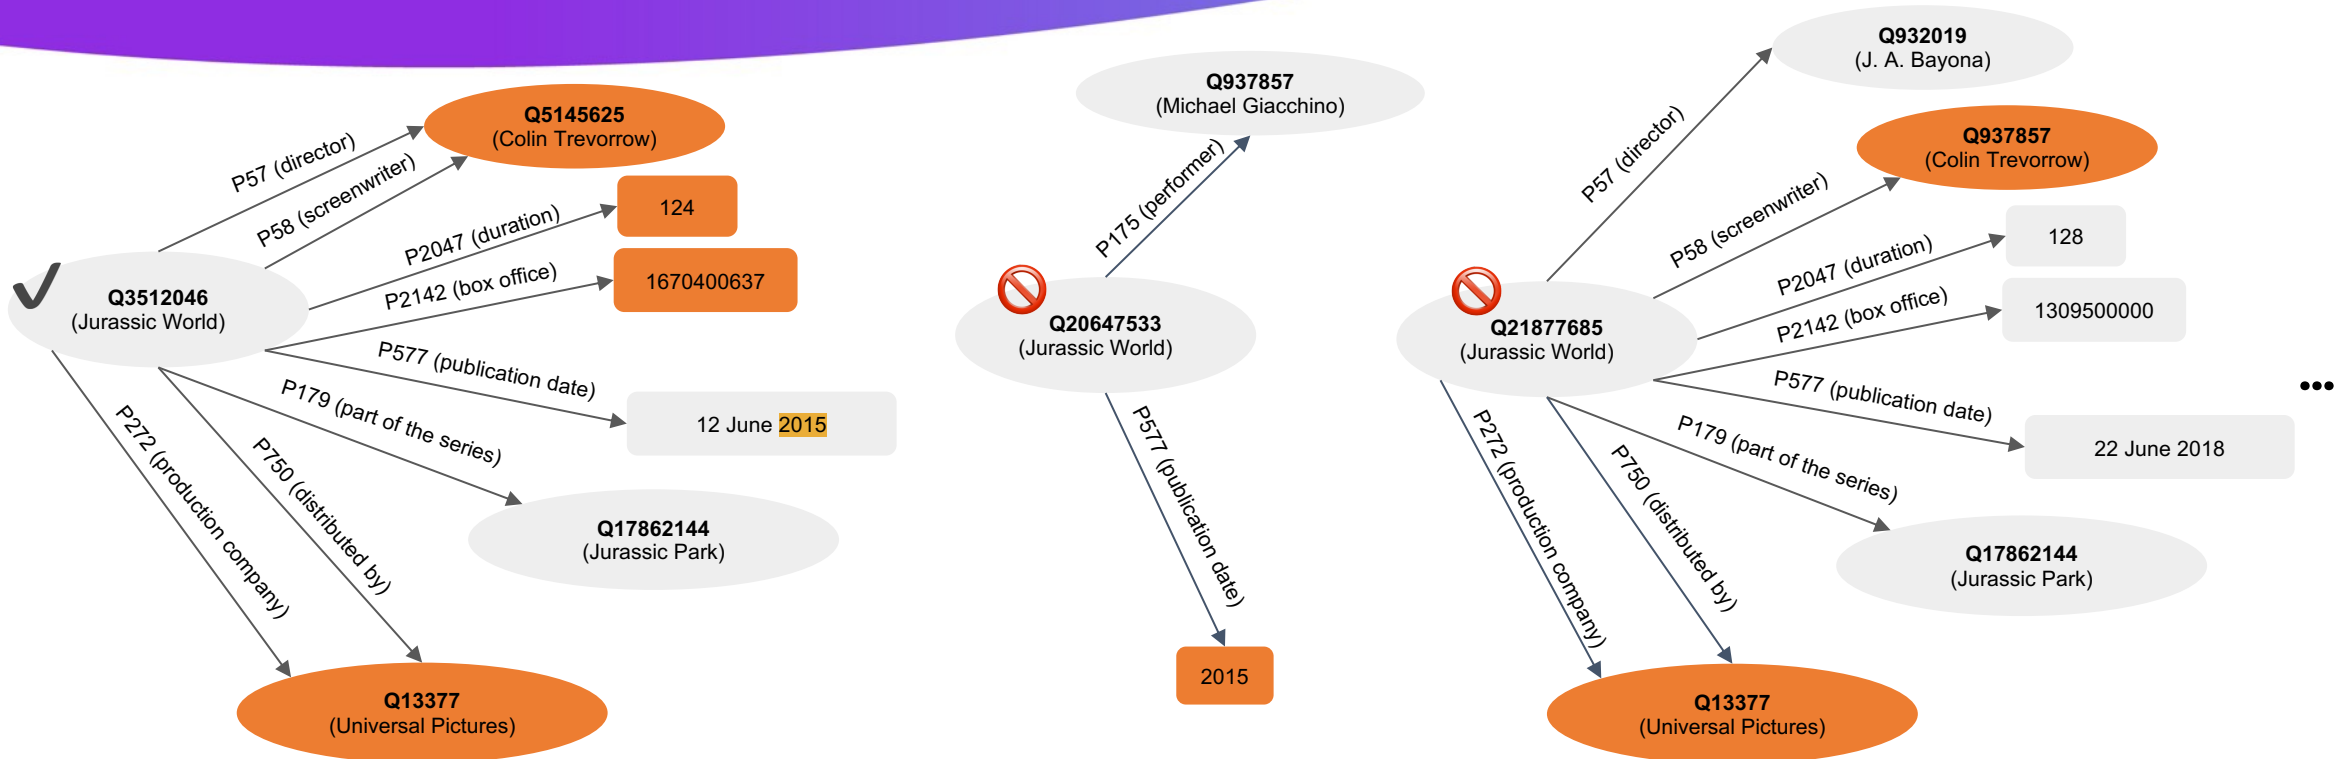 Q5145625
(Colin Trevorrow)
P57 (director)
P58 (screenwriter)
124
P2047 (duration)
1670400637
P2142 (box office)
Q3512046
(Jurassic World)
P577 (publication date)
12 June 2015
P179 (part of the series)
Q17862144
(Jurassic Park)
P750 (distributed by)
P272 (production company)
Q13377
(Universal Pictures)
Q937857
(Michael Giacchino)
P175 (performer)
Q20647533
(Jurassic World)
P577 (publication date)
2015
Q932019
(J. A. Bayona)
P57 (director)
Q937857
(Colin Trevorrow)
P58 (screenwriter)
128
P2047 (duration)
1309500000
P2142 (box office)
Q21877685
(Jurassic World)
P577 (publication date)
22 June 2018
P179 (part of the series)
Q17862144
(Jurassic Park)
P750 (distributed by)
P272 (production company)
Q13377
(Universal Pictures)
•••